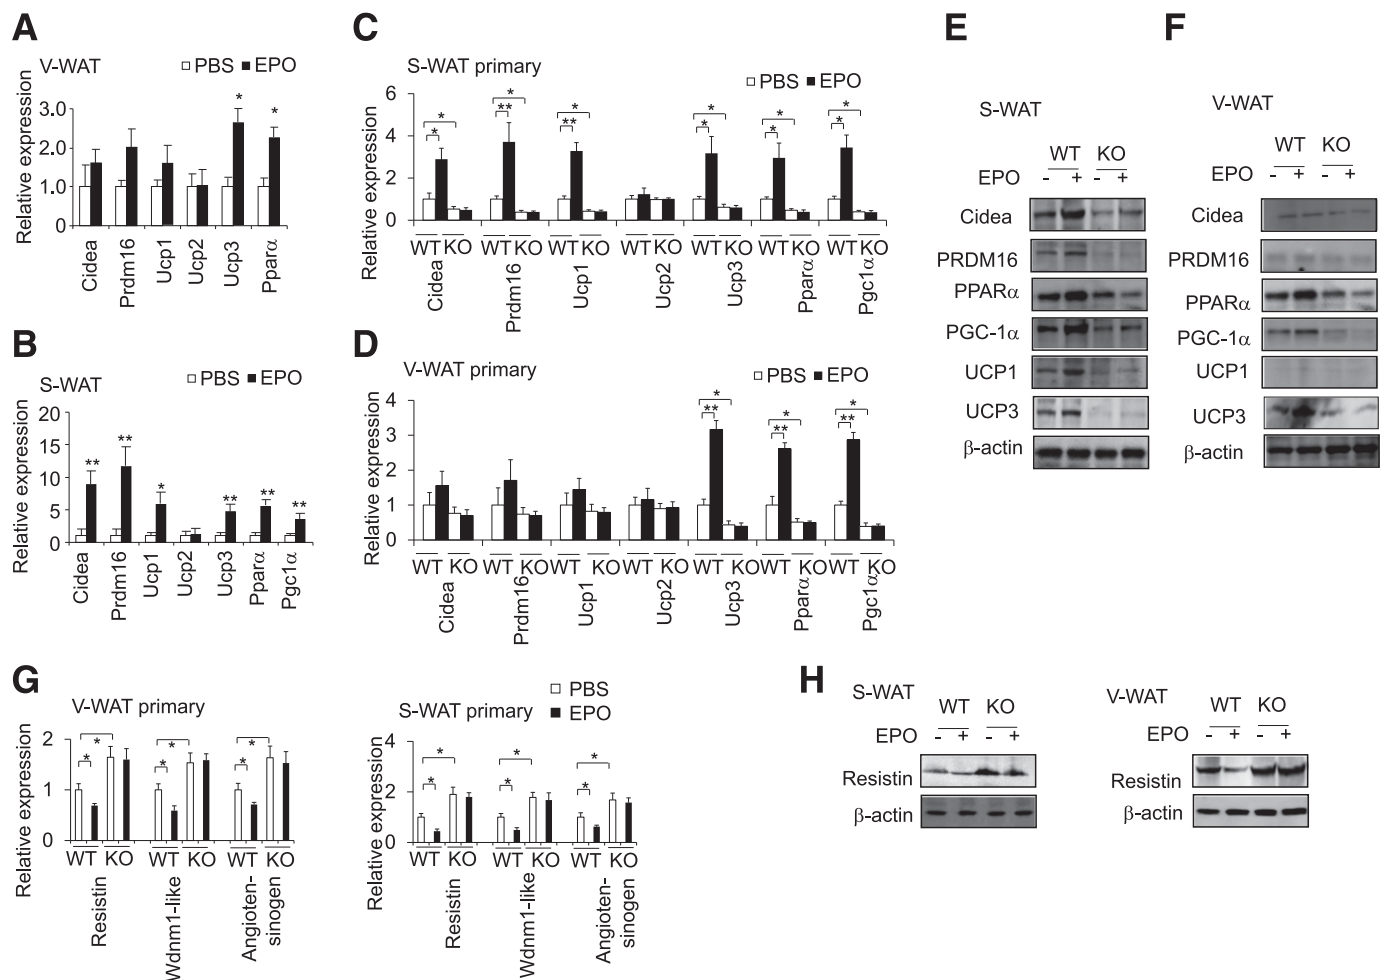 A
V-WAT
PBS EPO
Relative expression
3.0
2.0
1.0
0
* *
Cidea Prdm16 Ucp1 Ucp2 Ucp3 Pparα
B
S-WAT
PBS EPO
Relative expression
20
15
10
5
0
** ** * ** ** **
Cidea Prdm16 Ucp1 Ucp2 Ucp3 Pparα Pgc1α
C
S-WAT primary
PBS EPO
Relative expression
6
4
2
0
* * * * * *
* ** ** * * *
WT KO WT KO WT KO WT KO WT KO WT KO WT KO
Cidea Prdm16 Ucp1 Ucp2 Ucp3 Pparα Pgc1α
D
V-WAT primary
PBS EPO
Relative expression
4
3
2
1
0
* * *
** ** **
WT KO WT KO WT KO WT KO WT KO WT KO WT KO
Cidea Prdm16 Ucp1 Ucp2 Ucp3 Pparα Pgc1α
E
S-WAT
WT KO
EPO - + - +
Cidea
PRDM16
PPARα
PGC-1α
UCP1
UCP3
β-actin
F
V-WAT
WT KO
EPO - + - +
Cidea
PRDM16
PPARα
PGC-1α
UCP1
UCP3
β-actin
G
V-WAT primary
Relative expression
2
1
0
* * *
* * *
WT KO WT KO WT KO
Resistin Wdnm1-like Angioten-
sinogen
S-WAT primary
PBS
EPO
Relative expression
4
2
0
* * *
* * *
WT KO WT KO WT KO
Resistin Wdnm1-like Angioten-
sinogen
H
S-WAT
WT KO
EPO - + - +
Resistin
β-actin
V-WAT
WT KO
EPO - + - +
Resistin
β-actin